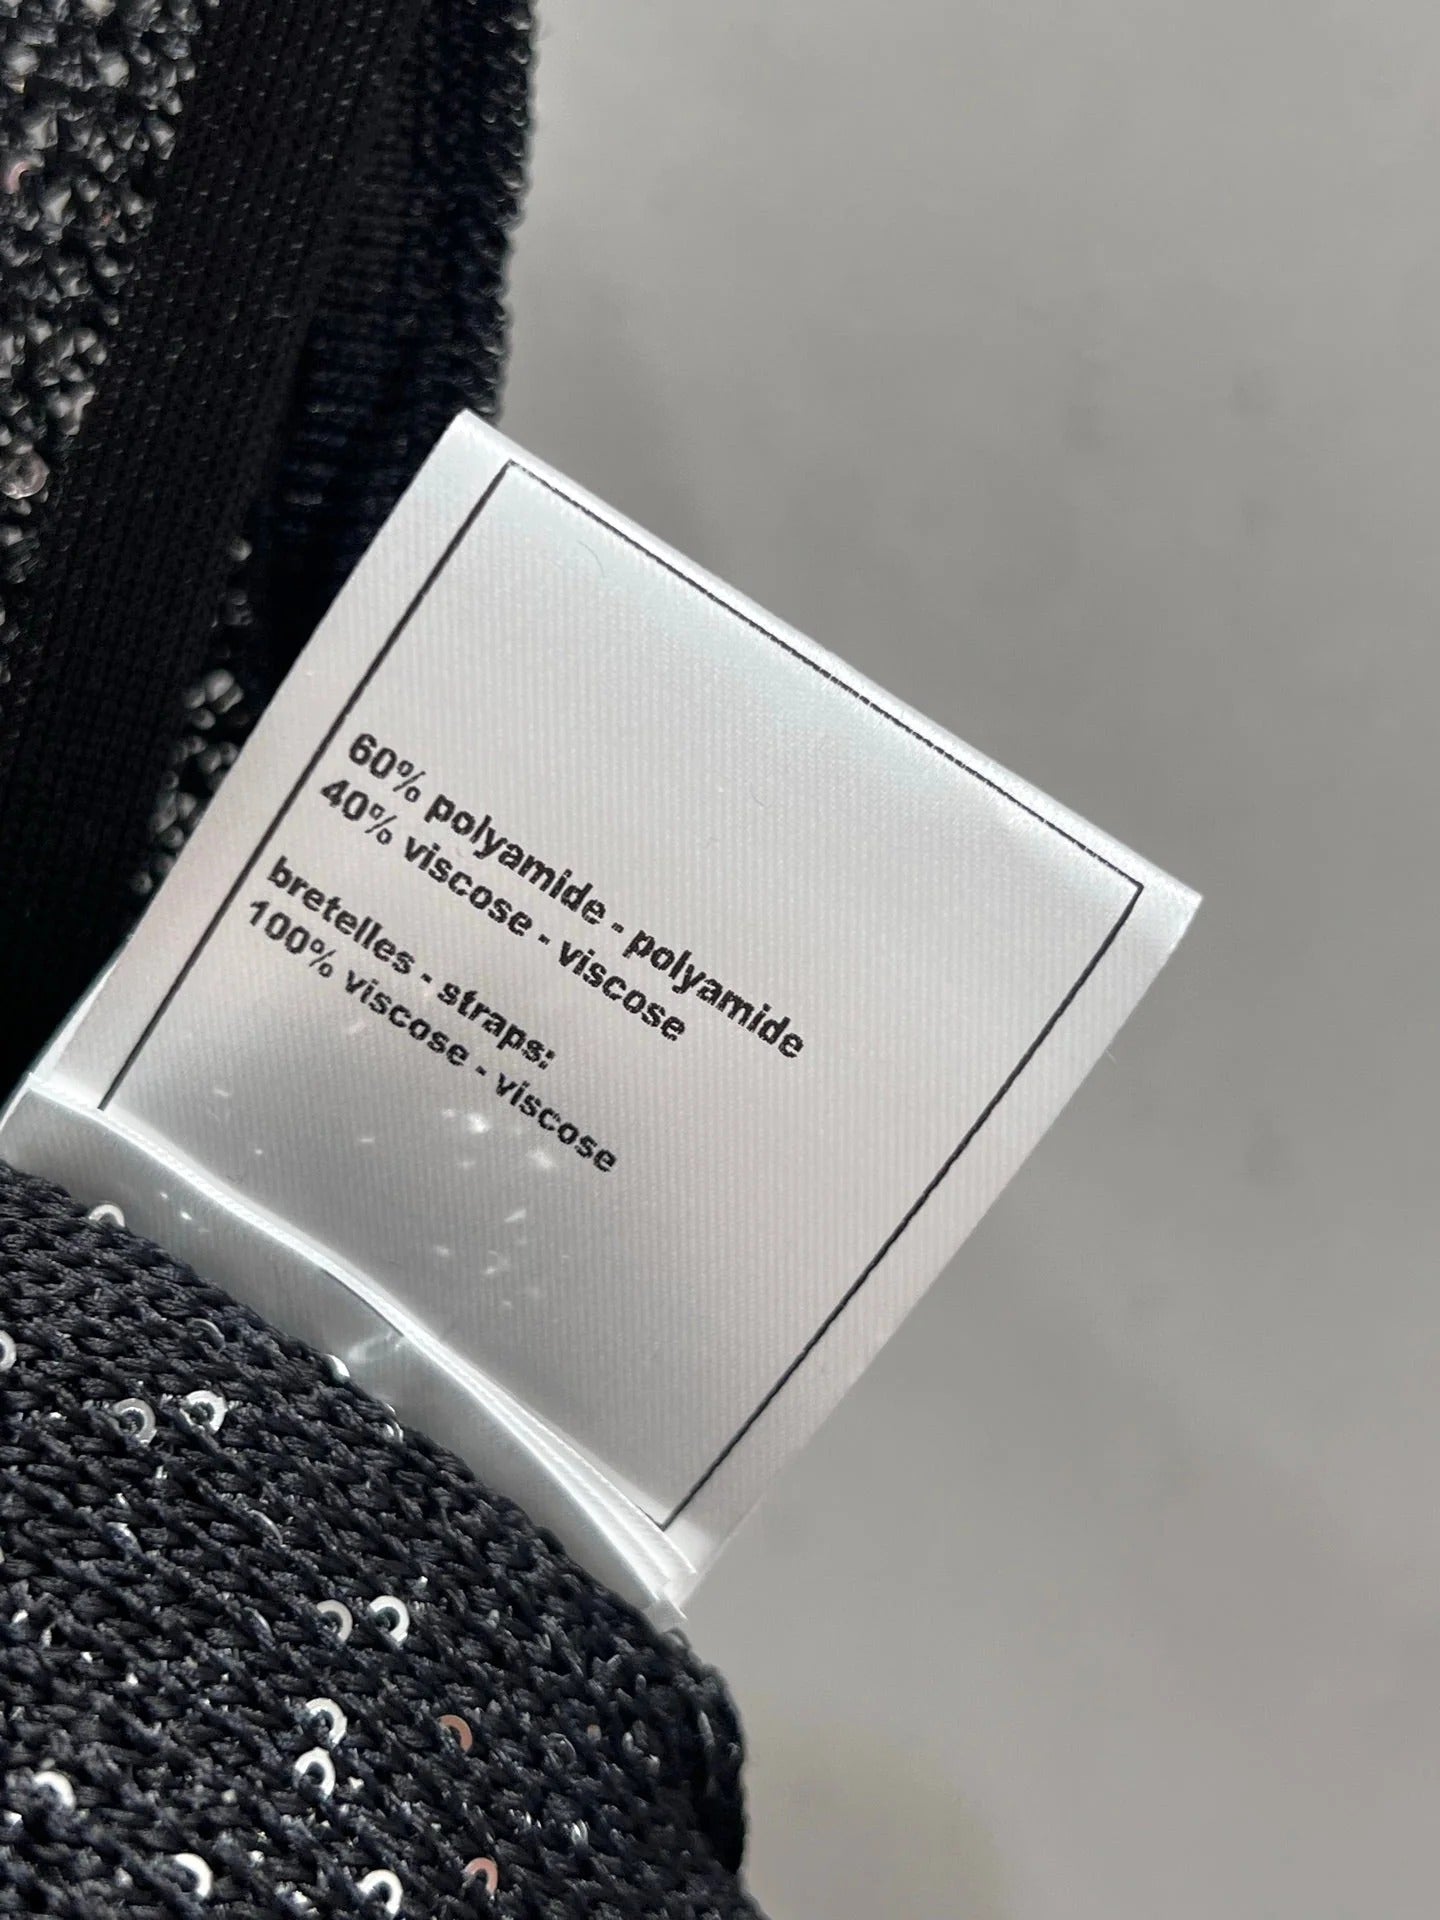 60% polyamide - polyamide
40% viscose - viscose
bretelles - straps:
100% viscose - viscose